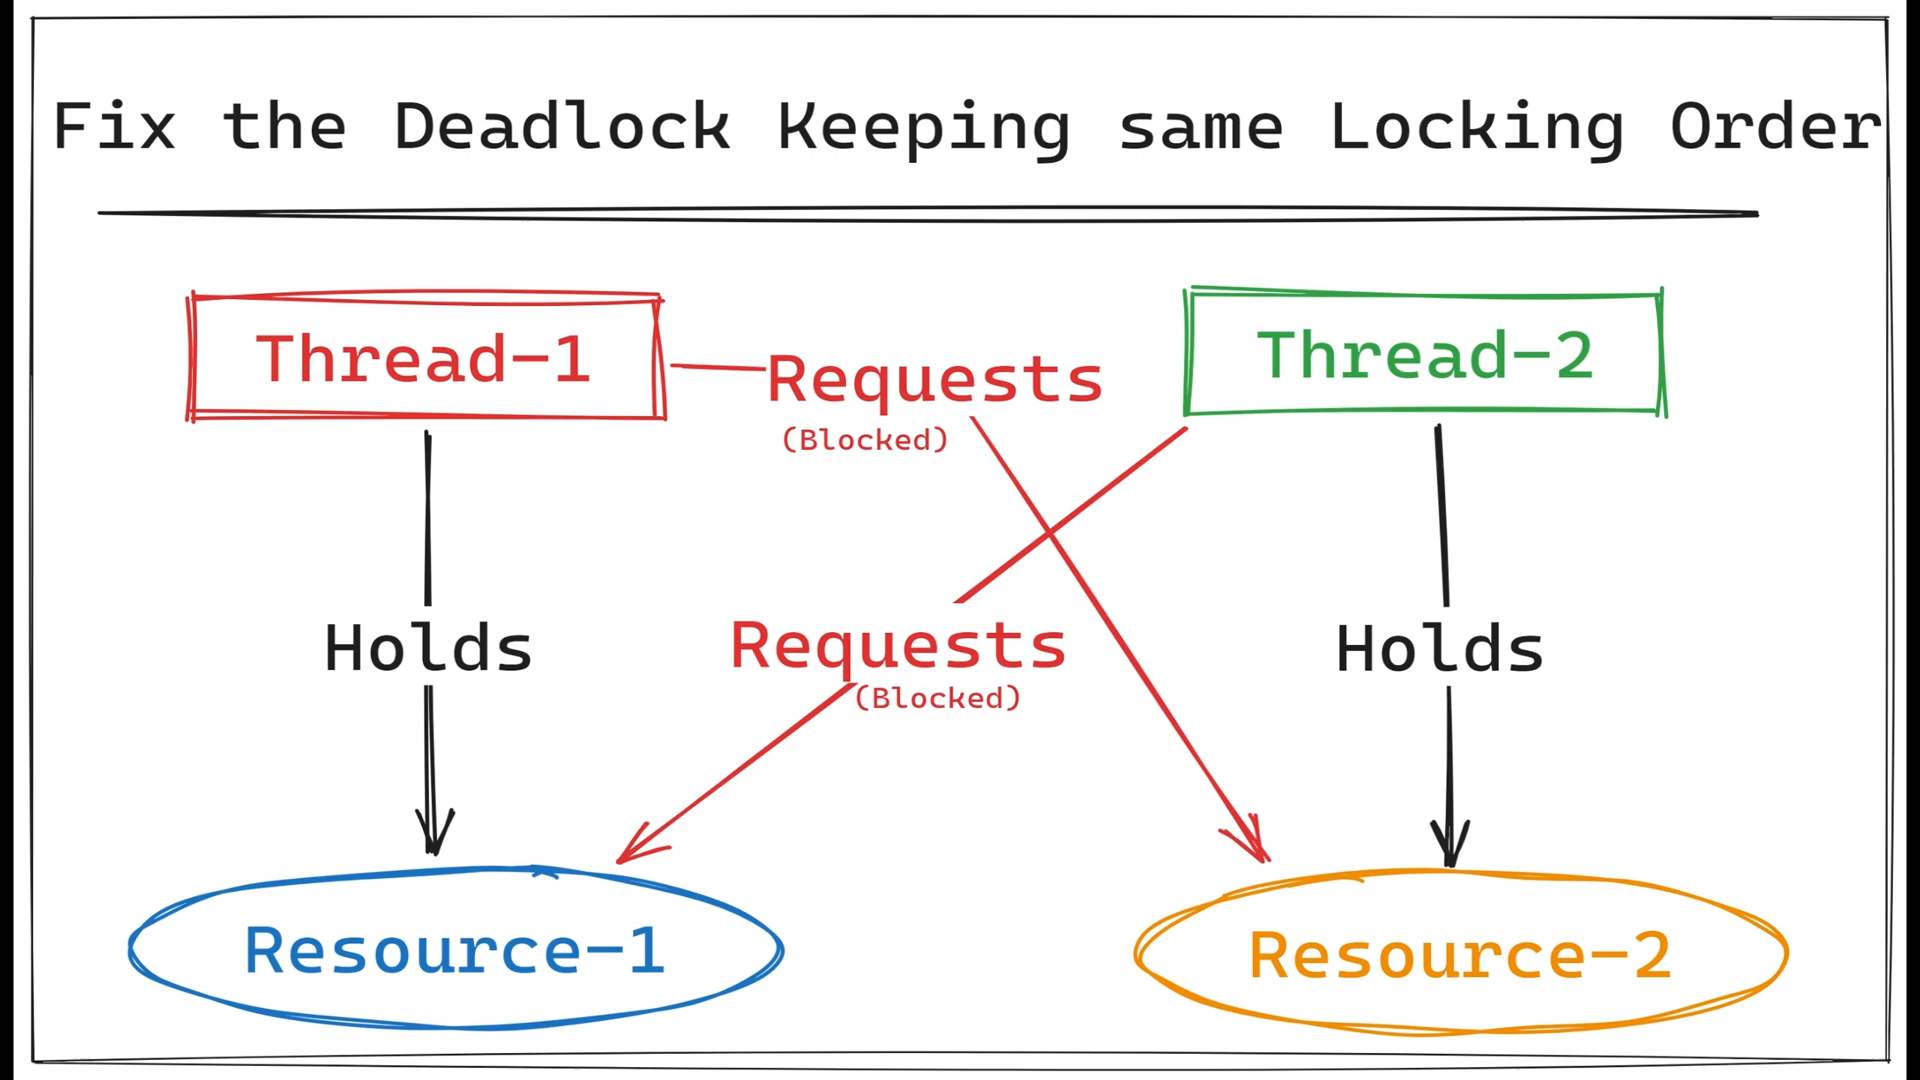 Fix the Deadlock Keeping same Locking Order
Thread-1
Requests
(Blocked)
Thread-2
Holds
Requests
(Blocked)
Holds
Resource-1
Resource-2